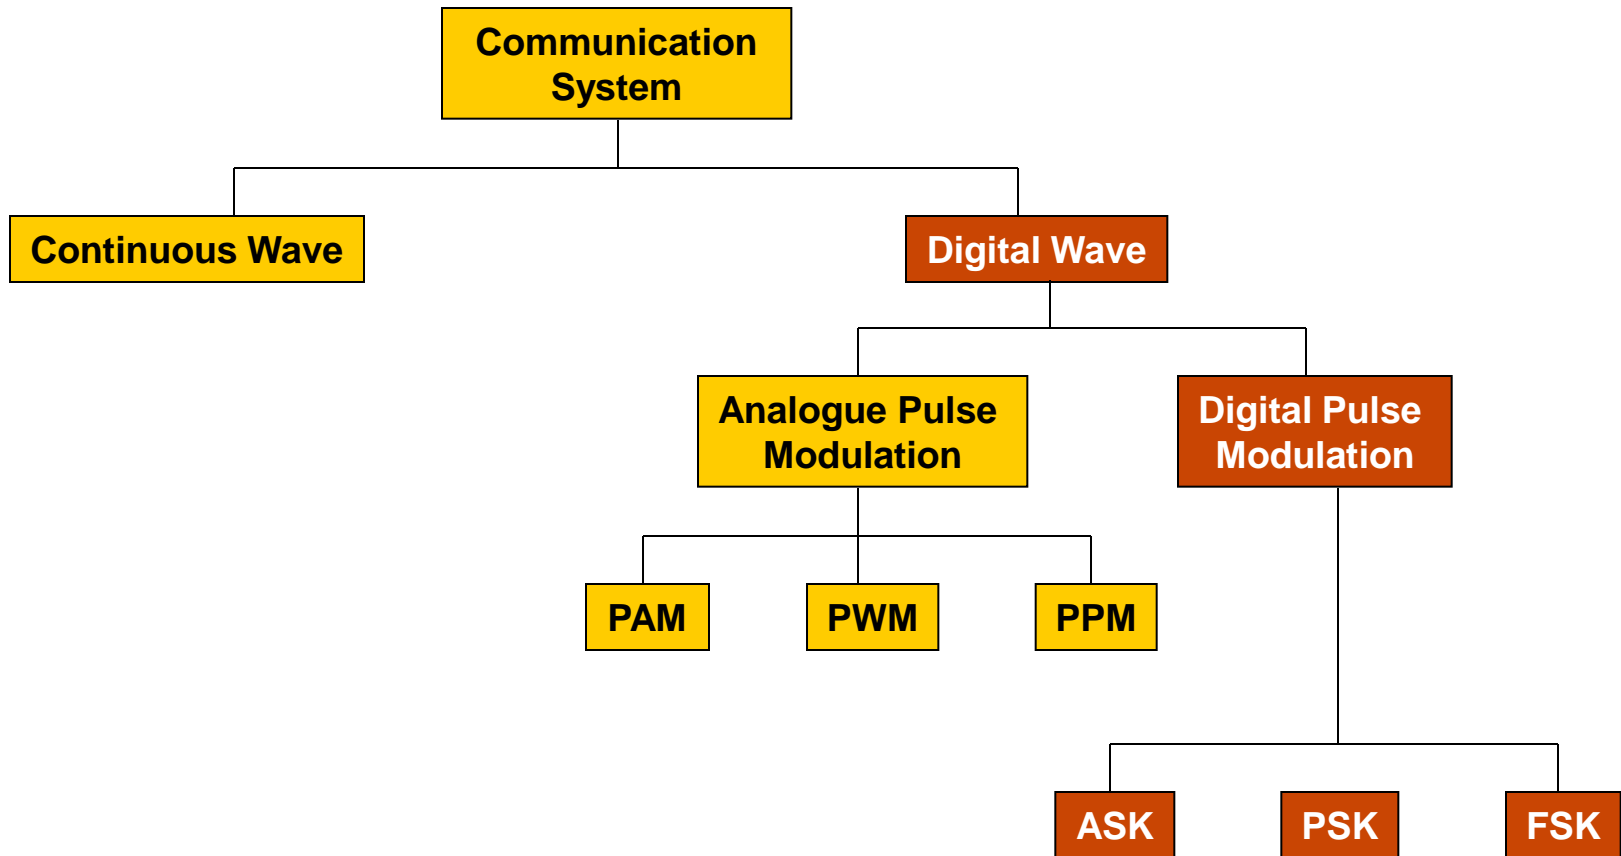 Communication
System
Continuous Wave
Digital Wave
Analogue Pulse
Modulation
Digital Pulse
Modulation
PAM
PWM
PPM
ASK
PSK
FSK